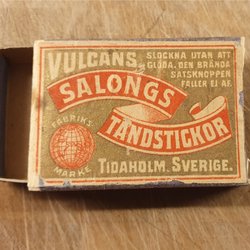 VULCANS
SLOCKNA UTAN ATT
GLÖDA. DEN BRÄNDA
SATSKNOPPEN
FALLER EJ AF.
SALONGS
TÄNDSTICKOR
FABRIKS
MÄRKE
TIDAHOLM. SVERIGE.